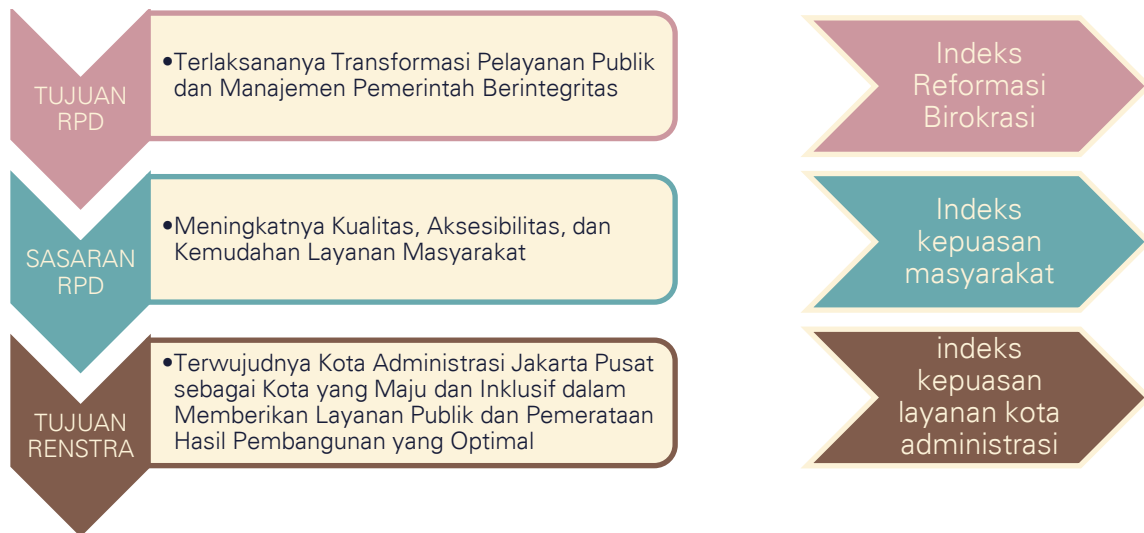 TUJUAN
RPD
•Terlaksananya Transformasi Pelayanan Publik
dan Manajemen Pemerintah Berintegritas
Indeks
Reformasi
Birokrasi
SASARAN
RPD
•Meningkatnya Kualitas, Aksesibilitas, dan
Kemudahan Layanan Masyarakat
Indeks
kepuasan
masyarakat
TUJUAN
RENSTRA
•Terwujudnya Kota Administrasi Jakarta Pusat
sebagai Kota yang Maju dan Inklusif dalam
Memberikan Layanan Publik dan Pemerataan
Hasil Pembangunan yang Optimal
indeks
kepuasan
layanan kota
administrasi